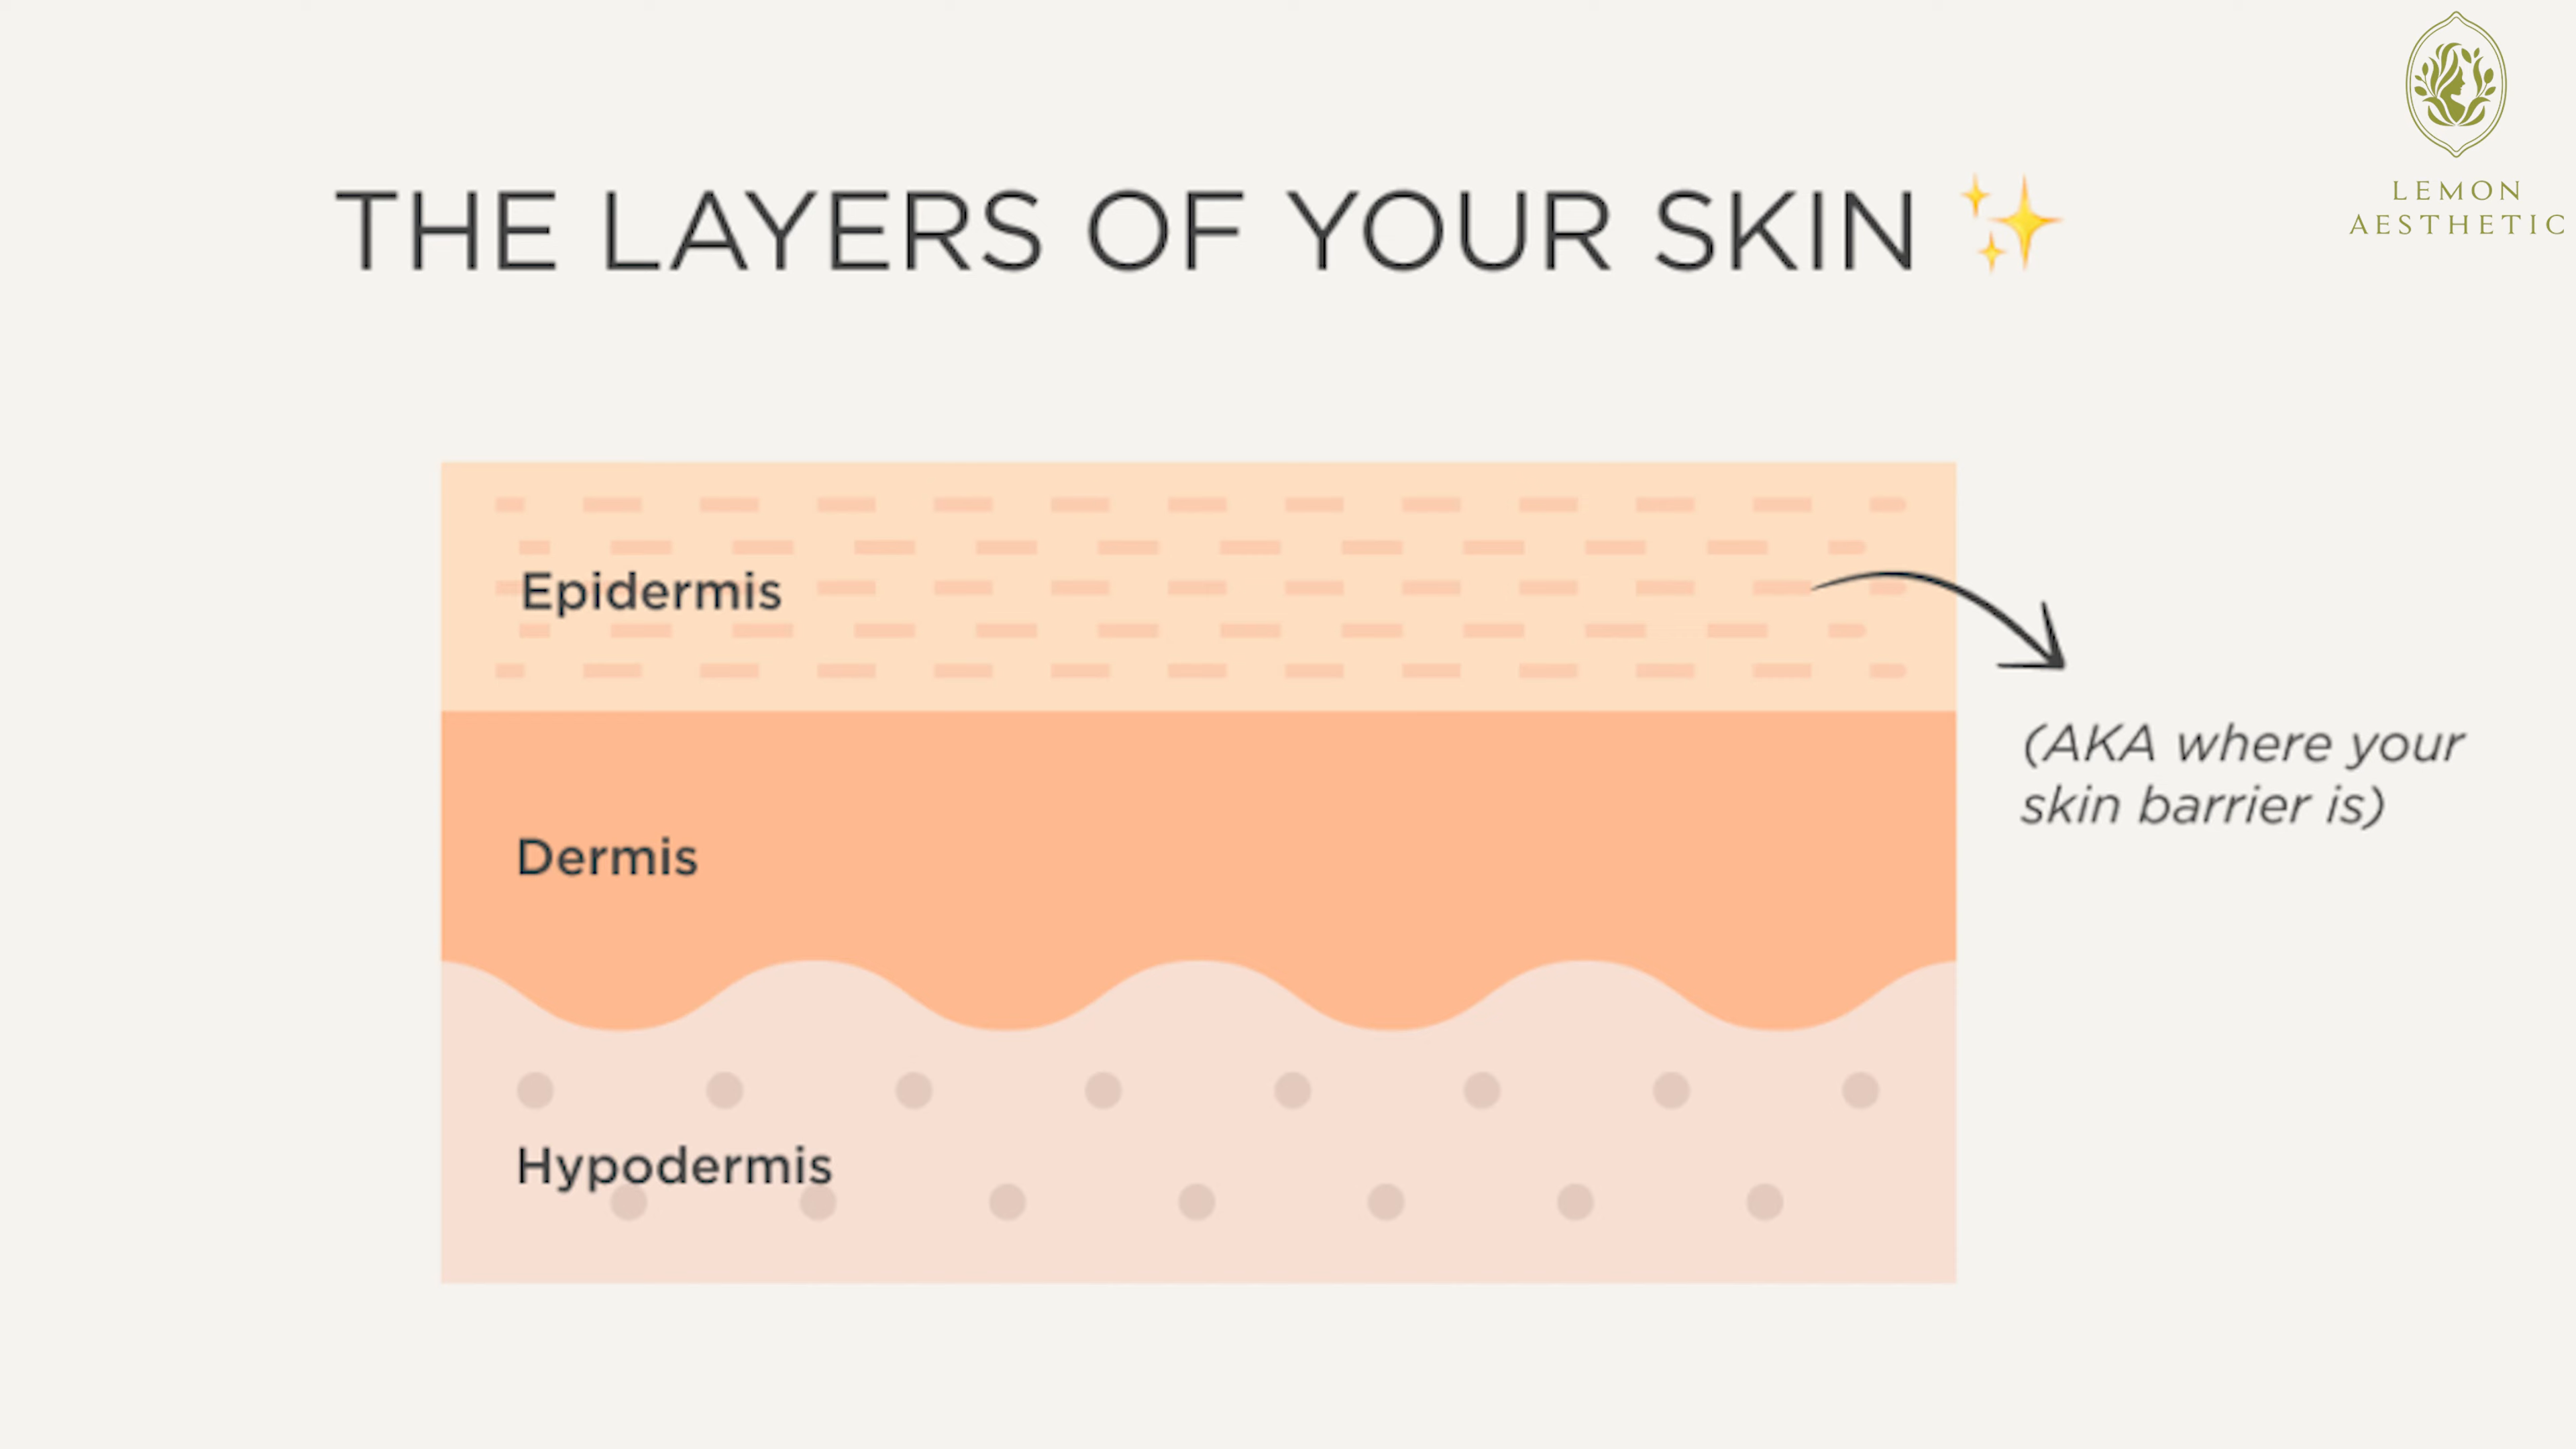 LEMON
AESTHETIC
THE LAYERS OF YOUR SKIN ✨
Epidermis
(AKA where your
skin barrier is)
Dermis
Hypodermis